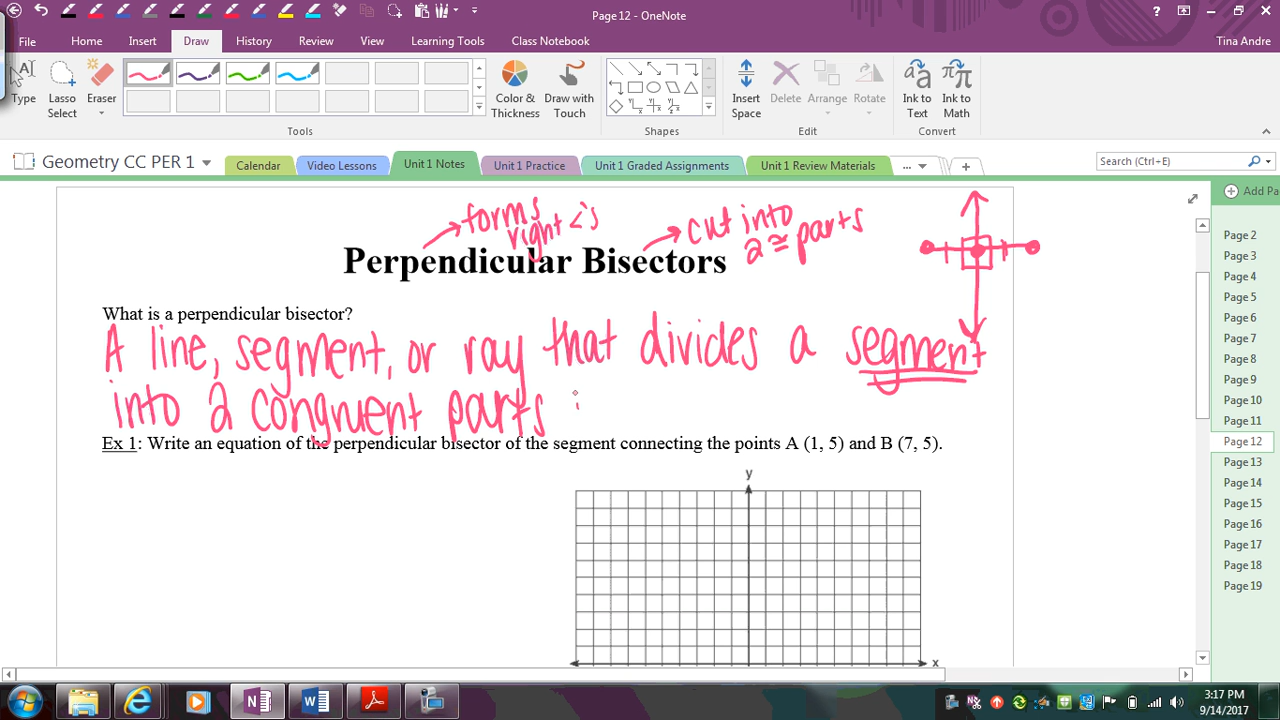 Page 12 - OneNote
Tina Andre
File Home Insert Draw History Review View Learning Tools Class Notebook
Type
Lasso Select
Eraser
Color & Thickness
Draw with Touch
Insert Space
Delete
Arrange
Rotate
Ink to Text
Ink to Math
Tools
Shapes
Edit
Convert
Geometry CC PER 1
Calendar Video Lessons Unit 1 Notes Unit 1 Practice Unit 1 Graded Assignments Unit 1 Review Materials ...
Search (Ctrl+E)
Add Pa
forms
right <'s
cut into
2 ≅ parts
Perpendicular Bisectors
What is a perpendicular bisector?
A line, segment, or ray that divides a segment
into 2 congruent parts
Ex 1: Write an equation of the perpendicular bisector of the segment connecting the points A (1, 5) and B (7, 5).
y
x
Page 2
Page 3
Page 4
Page 5
Page 6
Page 7
Page 8
Page 9
Page 10
Page 11
Page 12
Page 13
Page 14
Page 15
Page 16
Page 17
Page 18
Page 19
3:17 PM
9/14/2017